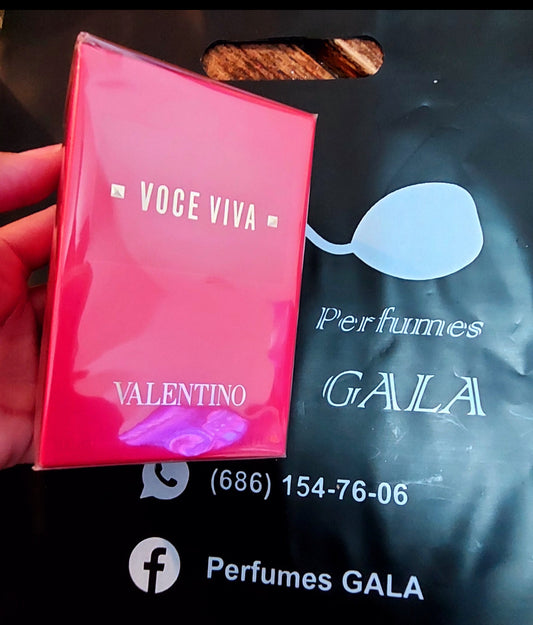 VOCE VIVA
VALENTINO
Perfumes
GALA
(686) 154-76-06
Perfumes GALA